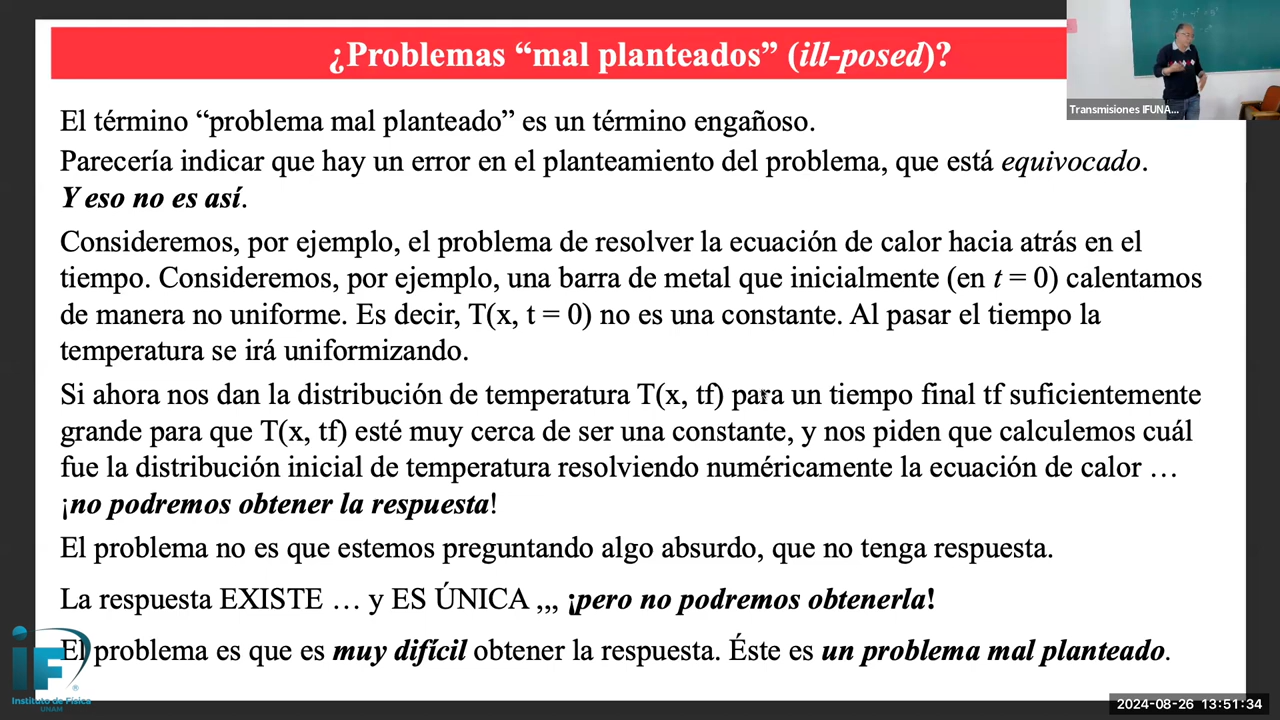 ¿Problemas “mal planteados” (ill-posed)?
Transmisiones IFUNA...
El término “problema mal planteado” es un término engañoso.
Parecería indicar que hay un error en el planteamiento del problema, que está equivocado.
Y eso no es así.
Consideremos, por ejemplo, el problema de resolver la ecuación de calor hacia atrás en el
tiempo. Consideremos, por ejemplo, una barra de metal que inicialmente (en t = 0) calentamos
de manera no uniforme. Es decir, T(x, t = 0) no es una constante. Al pasar el tiempo la
temperatura se irá uniformizando.
Si ahora nos dan la distribución de temperatura T(x, tf) para un tiempo final tf suficientemente
grande para que T(x, tf) esté muy cerca de ser una constante, y nos piden que calculemos cuál
fue la distribución inicial de temperatura resolviendo numéricamente la ecuación de calor …
¡no podremos obtener la respuesta!
El problema no es que estemos preguntando algo absurdo, que no tenga respuesta.
La respuesta EXISTE … y ES ÚNICA ,,, ¡pero no podremos obtenerla!
El problema es que es muy difícil obtener la respuesta. Éste es un problema mal planteado.
iF
Instituto de Física
UNAM
2024-08-26 13:51:34